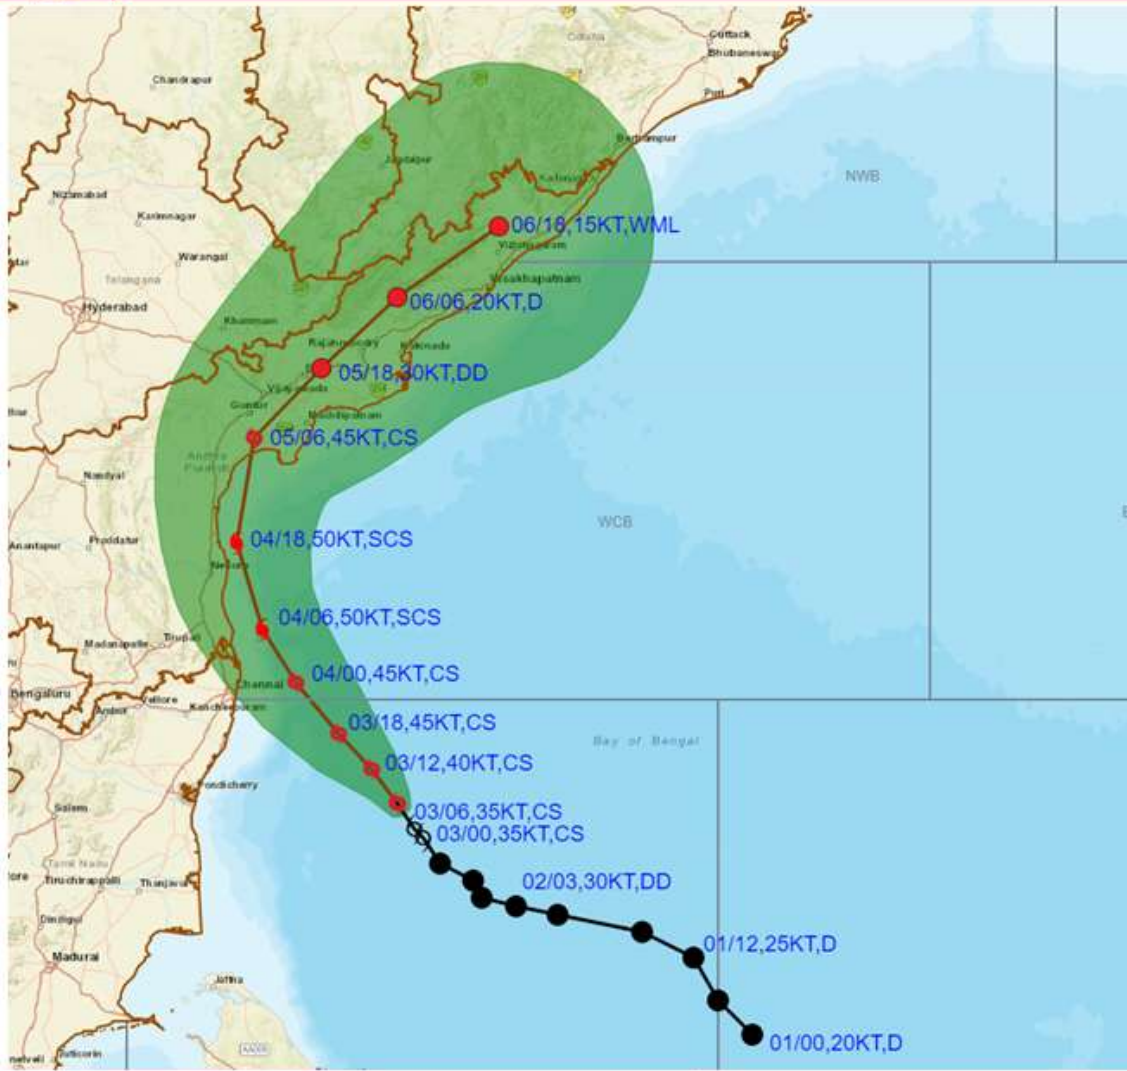 Cuttack
Odisha
Bhubaneswar
Chandrapur
Puri
Berhampur
Jagdalpur
NWB
Nizamabad
Karimnagar
06/18,15KT,WML
Vizianagaram
Warangal
Telangana
Visakhapatnam
06/06,20KT,D
Hyderabad
Khammam
Rajahmundry
Kakinada
05/18,30KT,DD
Vijayawada
Guntur
Machilipatnam
05/06,45KT,CS
Andhra
Pradesh
Nandyal
WCB
04/18,50KT,SCS
Anantapur
Proddatur
Nellore
04/06,50KT,SCS
Madanapalle
Tirupati
04/00,45KT,CS
Chennai
Bengaluru
Vellore
Kancheepuram
Ambur
03/18,45KT,CS
Bay of Bengal
03/12,40KT,CS
Pondicherry
03/06,35KT,CS
Salem
03/00,35KT,CS
Tamil Nadu
Tiruchirappalli
Thanjavur
02/03,30KT,DD
Dindigul
01/12,25KT,D
Madurai
Jaffna
01/00,20KT,D
Tuticorin